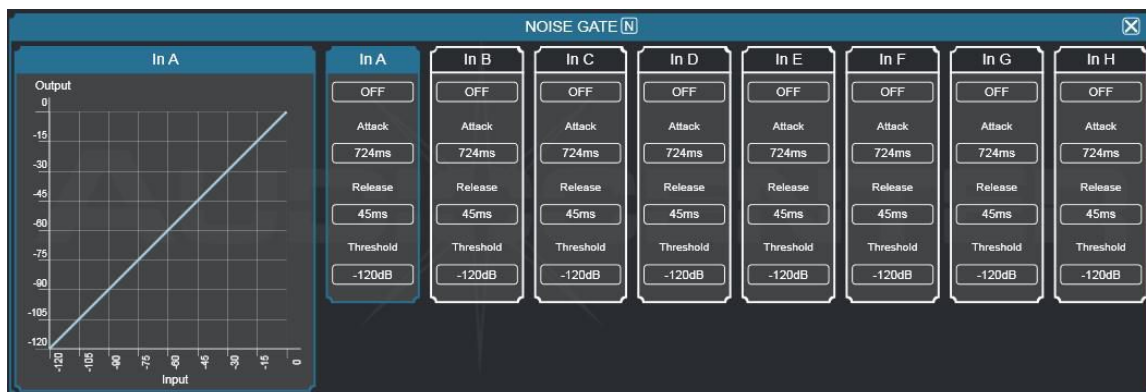 NOISE GATE N
In A
Output
0
-15
-30
-45
-60
-75
-90
-105
-120
-120 -105 -90 -75 -60 -45 -30 -15 0
Input
In A In B In C In D In E In F In G In H
OFF OFF OFF OFF OFF OFF OFF OFF
Attack Attack Attack Attack Attack Attack Attack Attack
724ms 724ms 724ms 724ms 724ms 724ms 724ms 724ms
Release Release Release Release Release Release Release Release
45ms 45ms 45ms 45ms 45ms 45ms 45ms 45ms
Threshold Threshold Threshold Threshold Threshold Threshold Threshold Threshold
-120dB -120dB -120dB -120dB -120dB -120dB -120dB -120dB